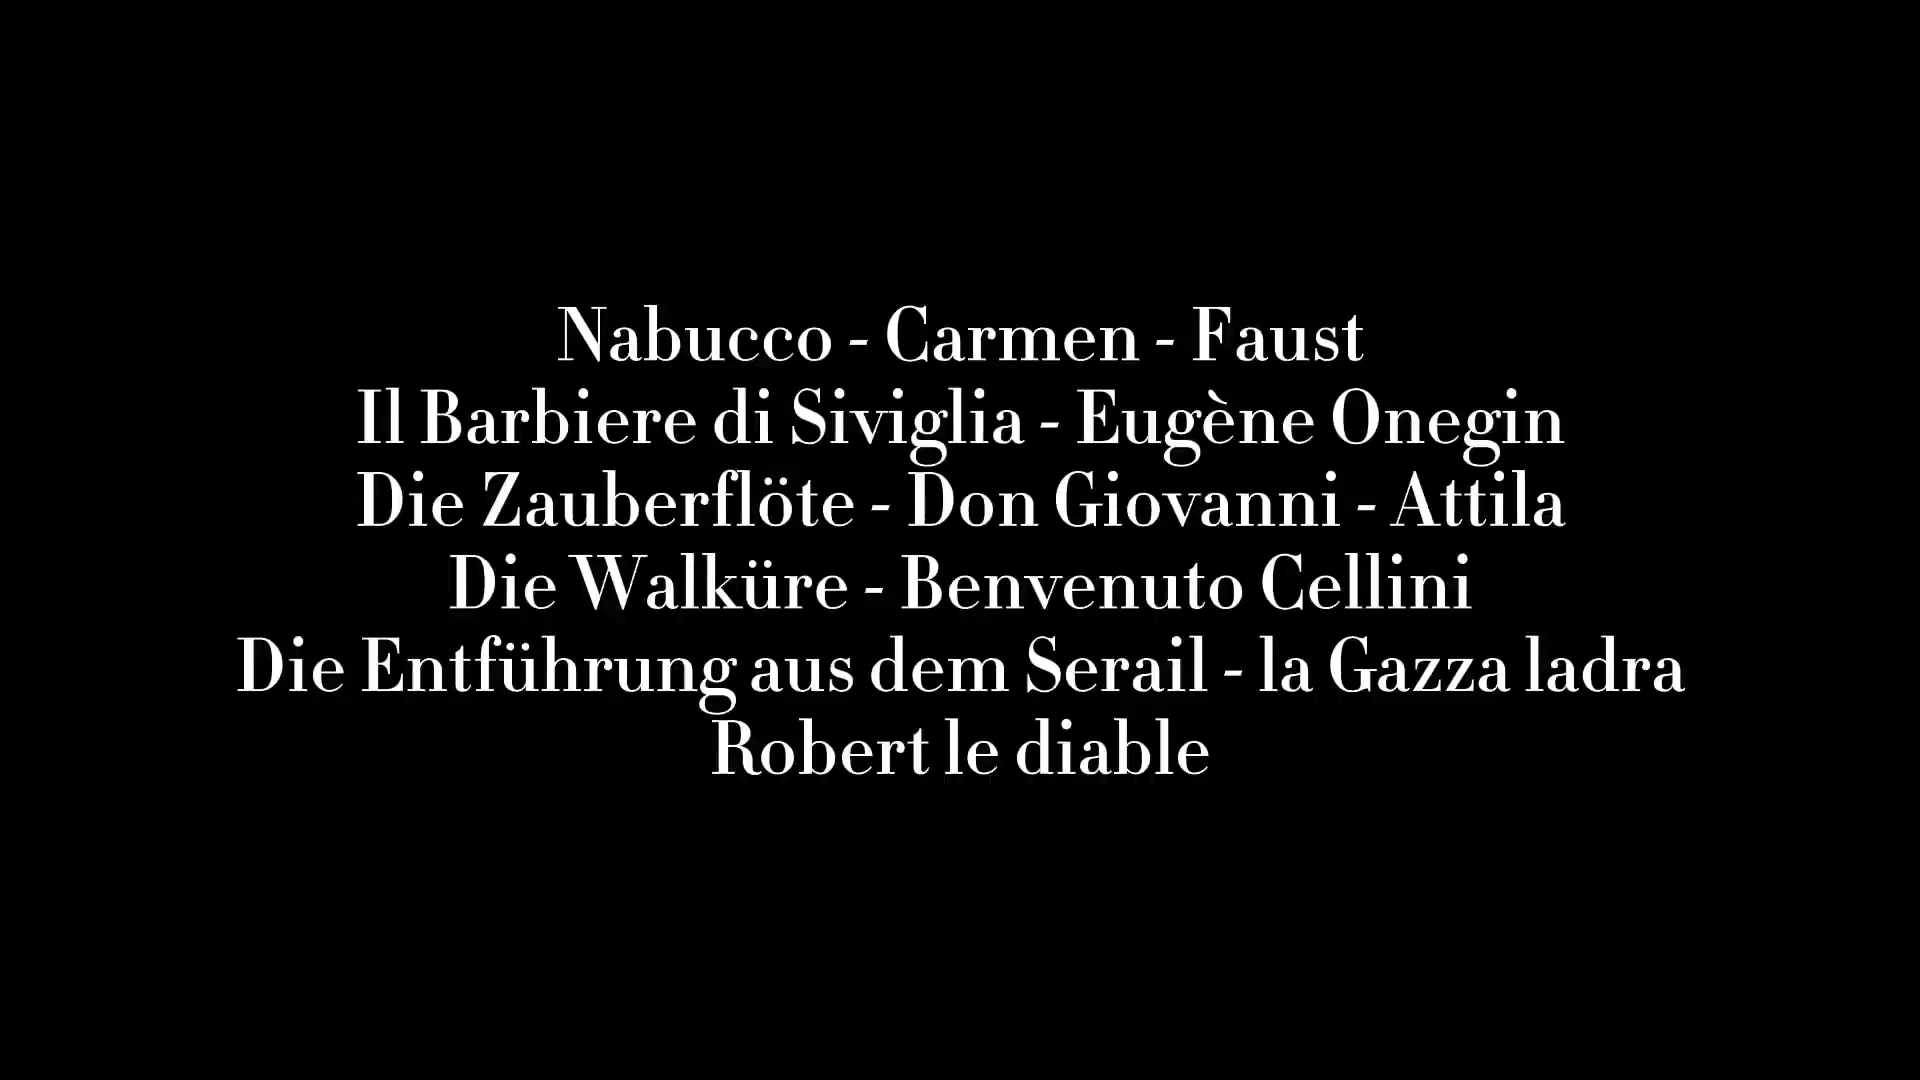 Nabucco - Carmen - Faust
Il Barbiere di Siviglia - Eugène Onegin
Die Zauberflöte - Don Giovanni - Attila
Die Walküre - Benvenuto Cellini
Die Entführung aus dem Serail - la Gazza ladra
Robert le diable